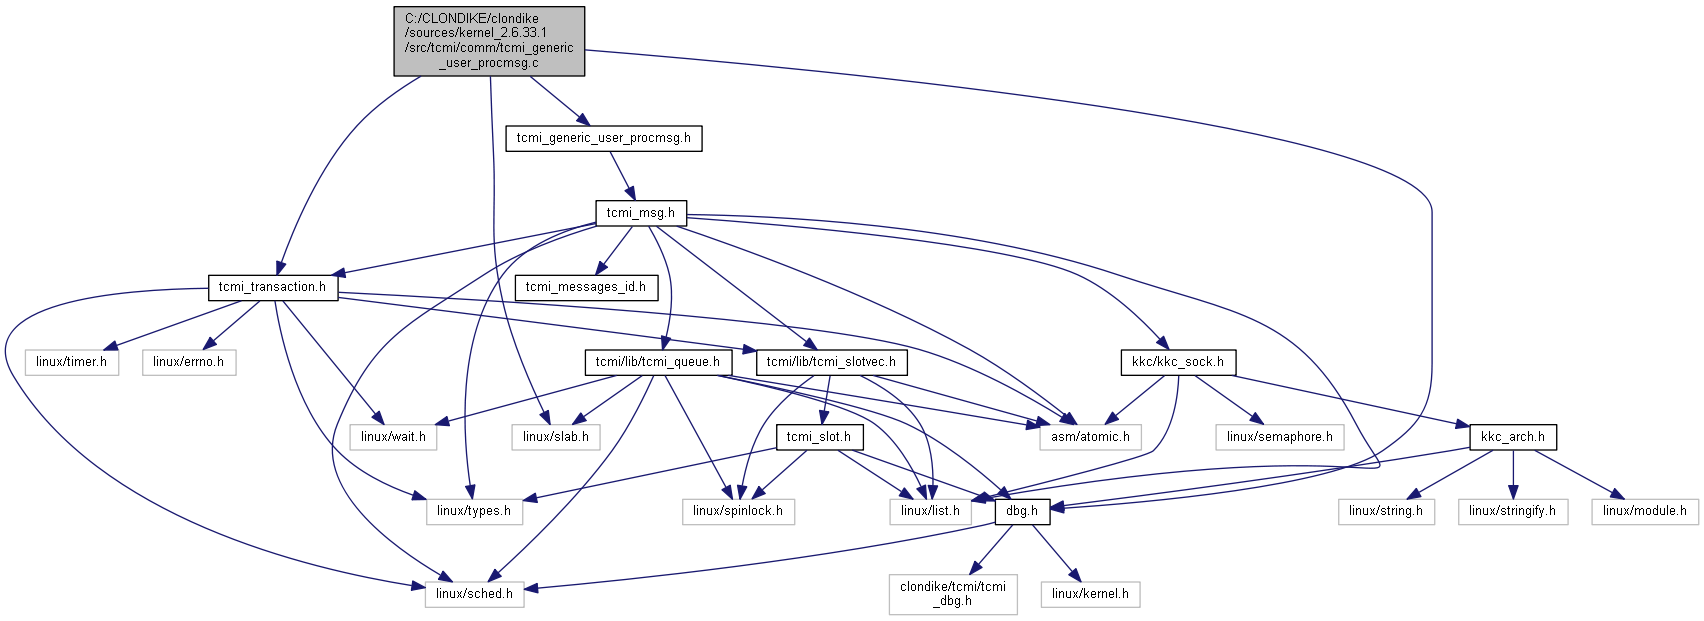 C:/CLONDIKE/clondike
/sources/kernel_2.6.33.1
/src/tcmi/comm/tcmi_generic
_user_procmsg.c
tcmi_generic_user_procmsg.h
tcmi_msg.h
tcmi_transaction.h
tcmi_messages_id.h
linux/timer.h
linux/errno.h
tcmi/lib/tcmi_queue.h
tcmi/lib/tcmi_slotvec.h
kkc/kkc_sock.h
linux/wait.h
linux/slab.h
tcmi_slot.h
asm/atomic.h
linux/semaphore.h
kkc_arch.h
linux/types.h
linux/spinlock.h
linux/list.h
dbg.h
linux/string.h
linux/stringify.h
linux/module.h
linux/sched.h
clondike/tcmi/tcmi
_dbg.h
linux/kernel.h